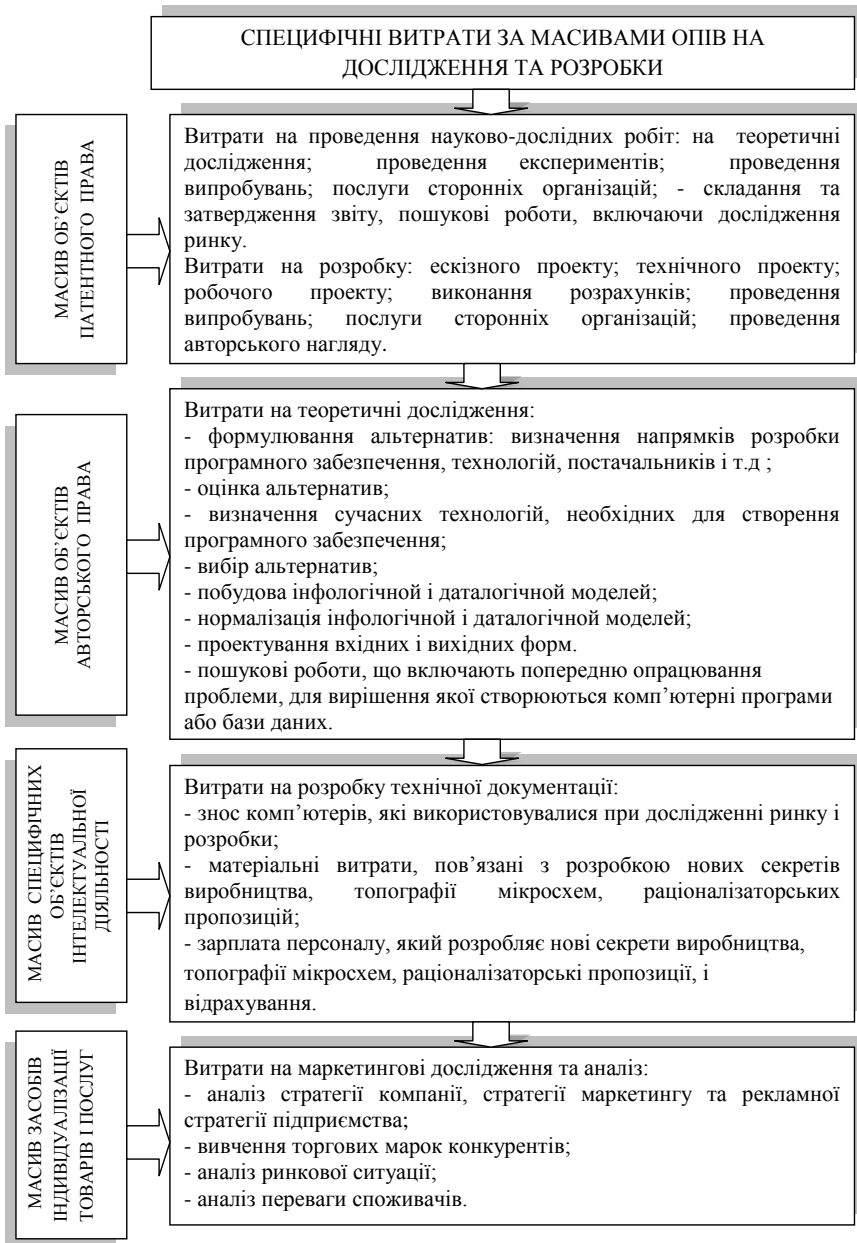 СПЕЦИФІЧНІ ВИТРАТИ ЗА МАСИВАМИ ОПІВ НА
ДОСЛІДЖЕННЯ ТА РОЗРОБКИ
МАСИВ ОБ’ЄКТІВ
ПАТЕНТНОГО ПРАВА
Витрати на проведення науково-дослідних робіт: на теоретичні
дослідження; проведення експериментів; проведення
випробувань; послуги сторонніх організацій; - складання та
затвердження звіту, пошукові роботи, включаючи дослідження
ринку.
Витрати на розробку: ескізного проекту; технічного проекту;
робочого проекту; виконання розрахунків; проведення
випробувань; послуги сторонніх організацій; проведення
авторського нагляду.
МАСИВ ОБ’ЄКТІВ
АВТОРСЬКОГО ПРАВА
Витрати на теоретичні дослідження:
- формулювання альтернатив: визначення напрямків розробки
програмного забезпечення, технологій, постачальників і т.д ;
- оцінка альтернатив;
- визначення сучасних технологій, необхідних для створення
програмного забезпечення;
- вибір альтернатив;
- побудова інфологічної і даталогічної моделей;
- нормалізація інфологічної і даталогічної моделей;
- проектування вхідних і вихідних форм.
- пошукові роботи, що включають попередню опрацювання
проблеми, для вирішення якої створюються комп’ютерні програми
або бази даних.
МАСИВ СПЕЦИФІЧНИХ
ОБ’ЄКТІВ
ІНТЕЛЕКТУАЛЬНОЇ
ДІЯЛЬНОСТІ
Витрати на розробку технічної документації:
- знос комп’ютерів, які використовувалися при дослідженні ринку і
розробки;
- матеріальні витрати, пов’язані з розробкою нових секретів
виробництва, топографії мікросхем, раціоналізаторських
пропозицій;
- зарплата персоналу, який розробляє нові секрети виробництва,
топографії мікросхем, раціоналізаторські пропозиції, і
відрахування.
МАСИВ ЗАСОБІВ
ІНДИВІДУАЛІЗАЦІЇ
ТОВАРІВ І ПОСЛУГ
Витрати на маркетингові дослідження та аналіз:
- аналіз стратегії компанії, стратегії маркетингу та рекламної
стратегії підприємства;
- вивчення торгових марок конкурентів;
- аналіз ринкової ситуації;
- аналіз переваги споживачів.